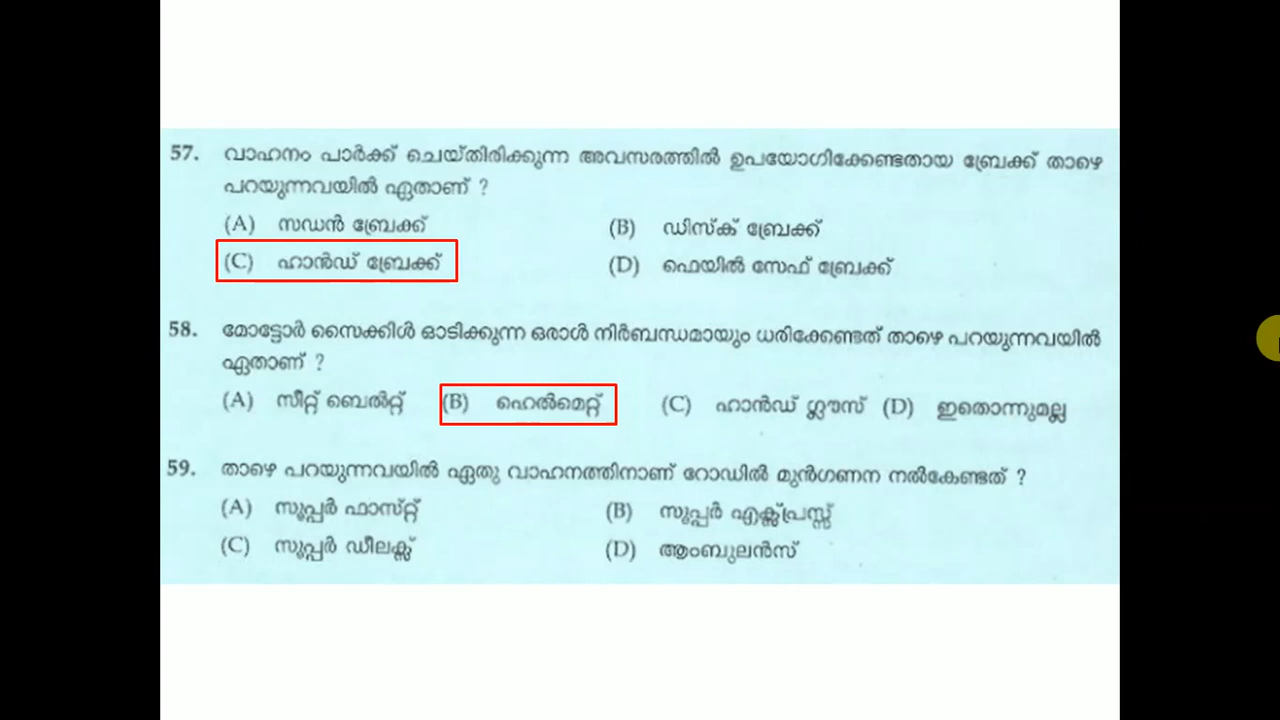 57. വാഹനം പാർക്ക് ചെയ്തിരിക്കുന്ന അവസരത്തിൽ ഉപയോഗിക്കേണ്ടതായ ബ്രേക്ക് താഴെ
പറയുന്നവയിൽ ഏതാണ് ?
(A) സഡൻ ബ്രേക്ക് (B) ഡിസ്ക് ബ്രേക്ക്
(C) ഹാൻഡ് ബ്രേക്ക് (D) ഫെയിൽ സേഫ് ബ്രേക്ക്
58. മോട്ടോർ സൈക്കിൾ ഓടിക്കുന്ന ഒരാൾ നിർബന്ധമായും ധരിക്കേണ്ടത് താഴെ പറയുന്നവയിൽ
ഏതാണ് ?
(A) സീറ്റ് ബെൽറ്റ് (B) ഹെൽമെറ്റ് (C) ഹാൻഡ് ഗ്ലൗസ് (D) ഇതൊന്നുമല്ല
59. താഴെ പറയുന്നവയിൽ ഏതു വാഹനത്തിനാണ് റോഡിൽ മുൻഗണന നൽകേണ്ടത് ?
(A) സൂപ്പർ ഫാസ്റ്റ് (B) സൂപ്പർ എക്സ്പ്രസ്സ്
(C) സൂപ്പർ ഡീലക്സ് (D) ആംബുലൻസ്